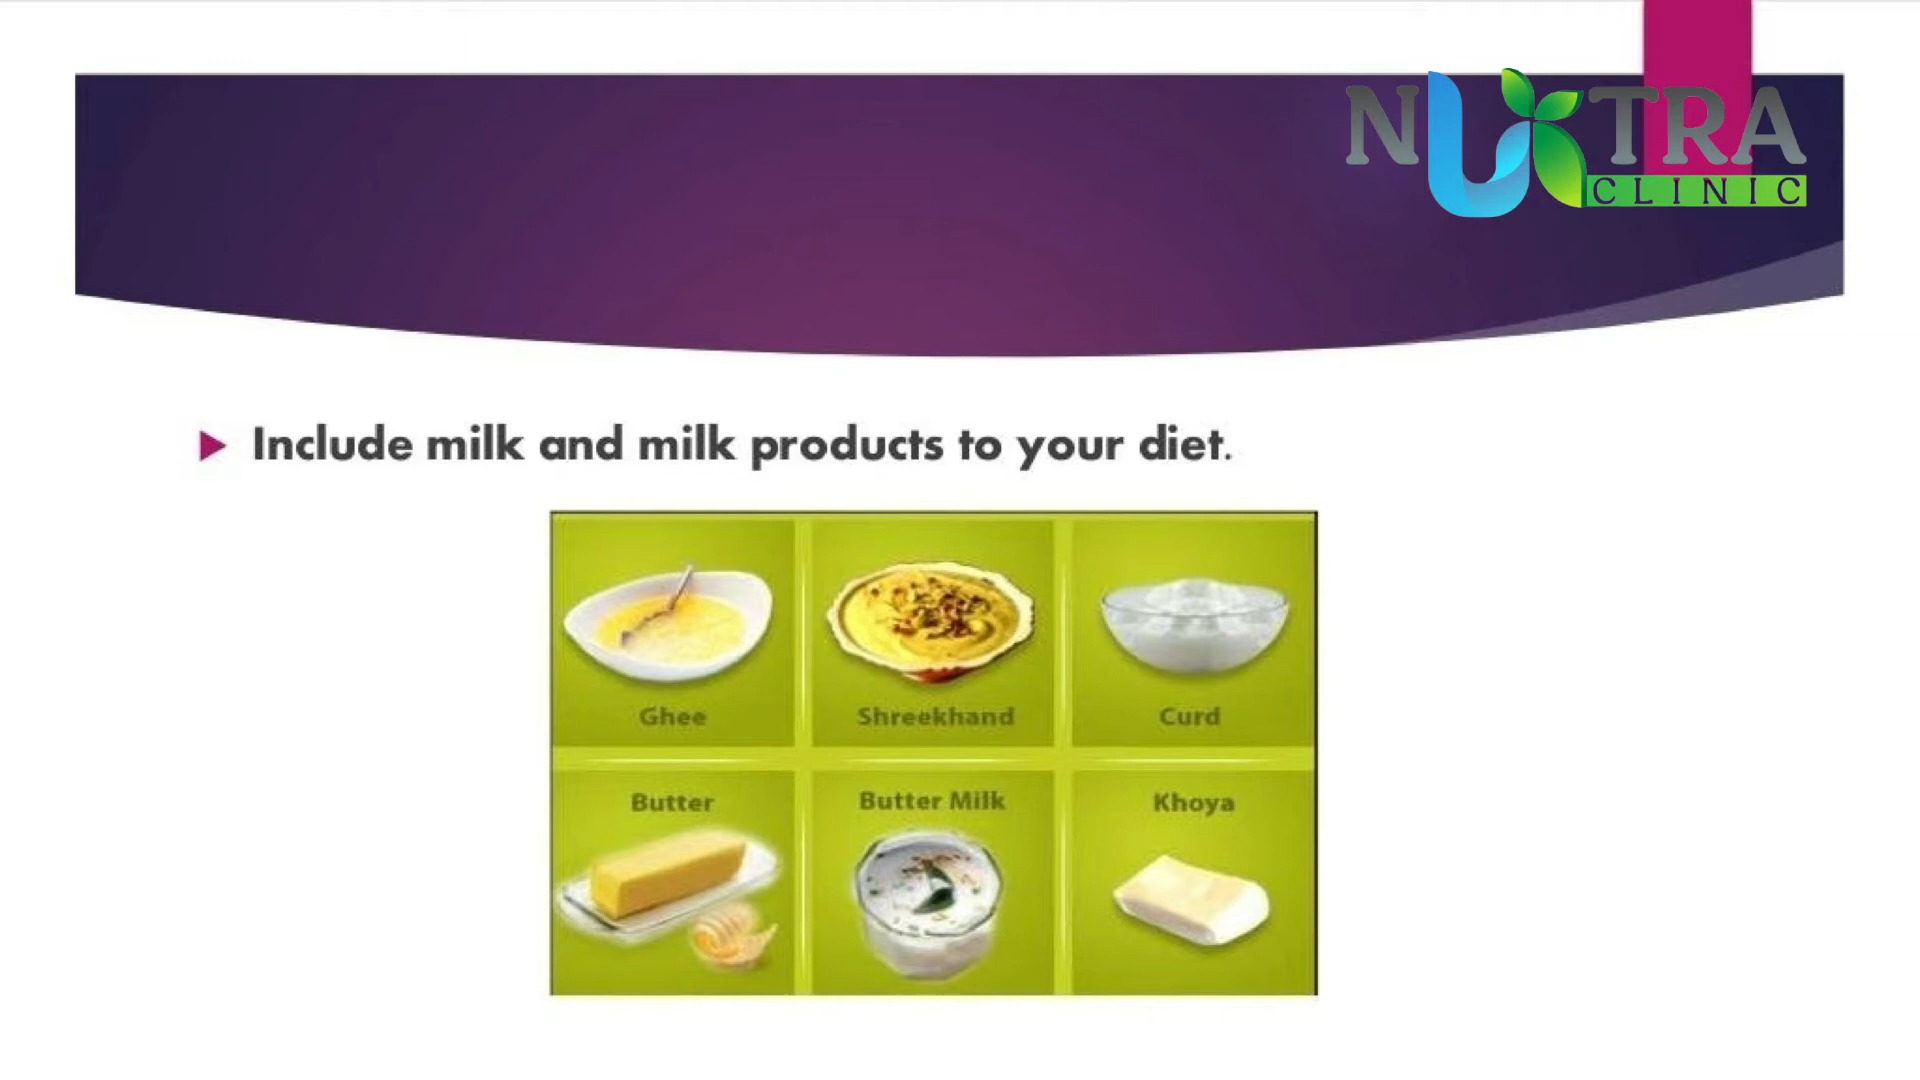 NUTRA
CLINIC
Include milk and milk products to your diet.
Ghee
Shreekhand
Curd
Butter
Butter Milk
Khoya